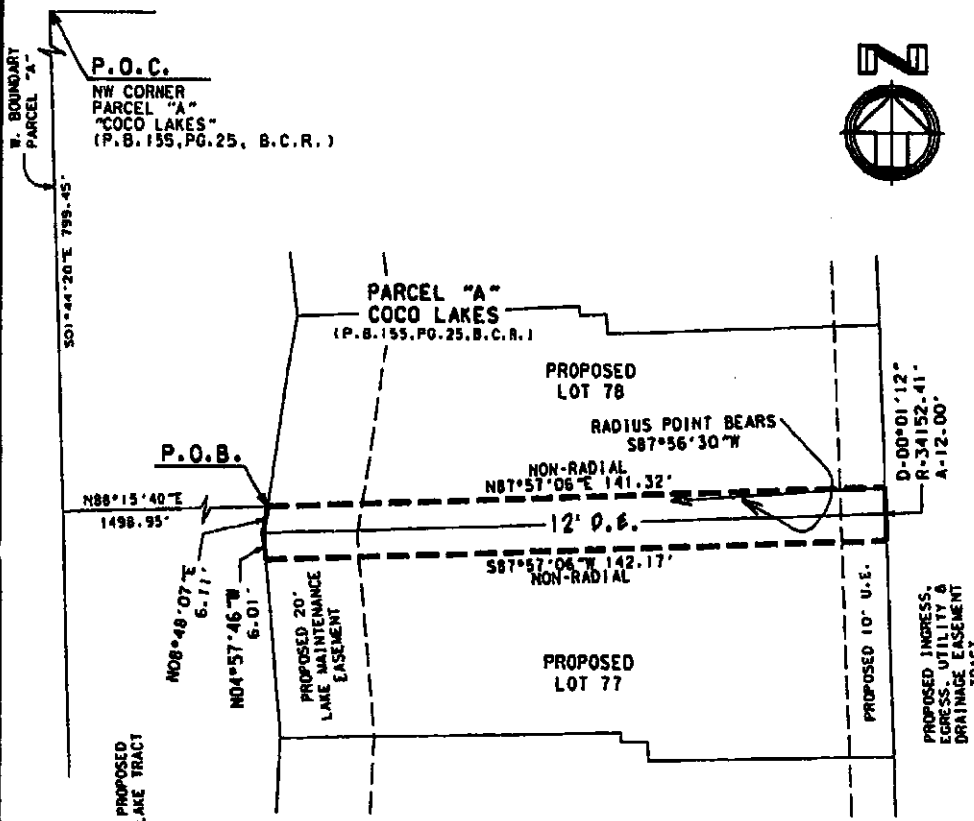 P.O.C.
NW CORNER
PARCEL "A"
"COCO LAKES"
(P.B.155,PG.25, B.C.R.)
W. BOUNDARY
PARCEL "A"
S01°44'20"E 799.45'
N
PARCEL "A"
COCO LAKES
(P.B.155,PG.25,B.C.R.)
PROPOSED
LOT 78
RADIUS POINT BEARS
S87°56'30"W
D-00°01'12"
R-34152.41'
A-12.00'
P.O.B.
NON-RADIAL
N87°57'06"E 141.32'
N88°15'40"E
1498.95'
12' D.E.
S87°57'06"W 142.17'
NON-RADIAL
N08°48'07"E
6.11'
N04°57'46"W
6.01'
PROPOSED 20'
LAKE MAINTENANCE
EASEMENT
PROPOSED
LOT 77
PROPOSED 10' U.E.
PROPOSED INGRESS,
EGRESS, UTILITY &
DRAINAGE EASEMENT
TRACT
PROPOSED
LAKE TRACT